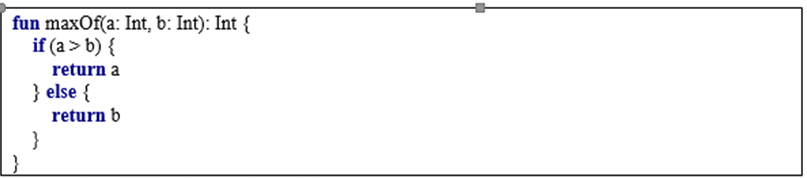 fun maxOf(a: Int, b: Int): Int {
if (a > b) {
return a
} else {
return b
}
}